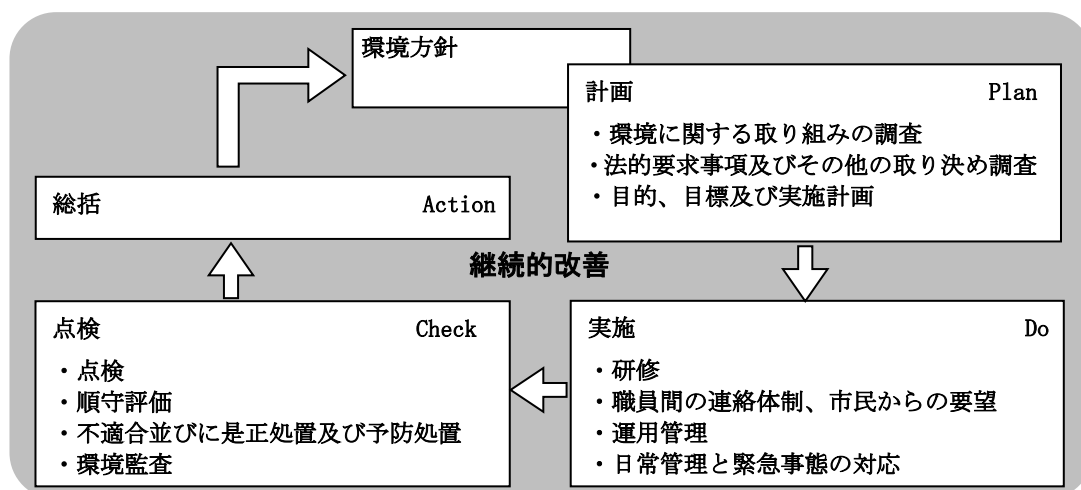 環境方針
計画 Plan
・環境に関する取り組みの調査
・法的要求事項及びその他の取り決め調査
・目的、目標及び実施計画
総括 Action
継続的改善
点検 Check
・点検
・順守評価
・不適合並びに是正処置及び予防処置
・環境監査
実施 Do
・研修
・職員間の連絡体制、市民からの要望
・運用管理
・日常管理と緊急事態の対応